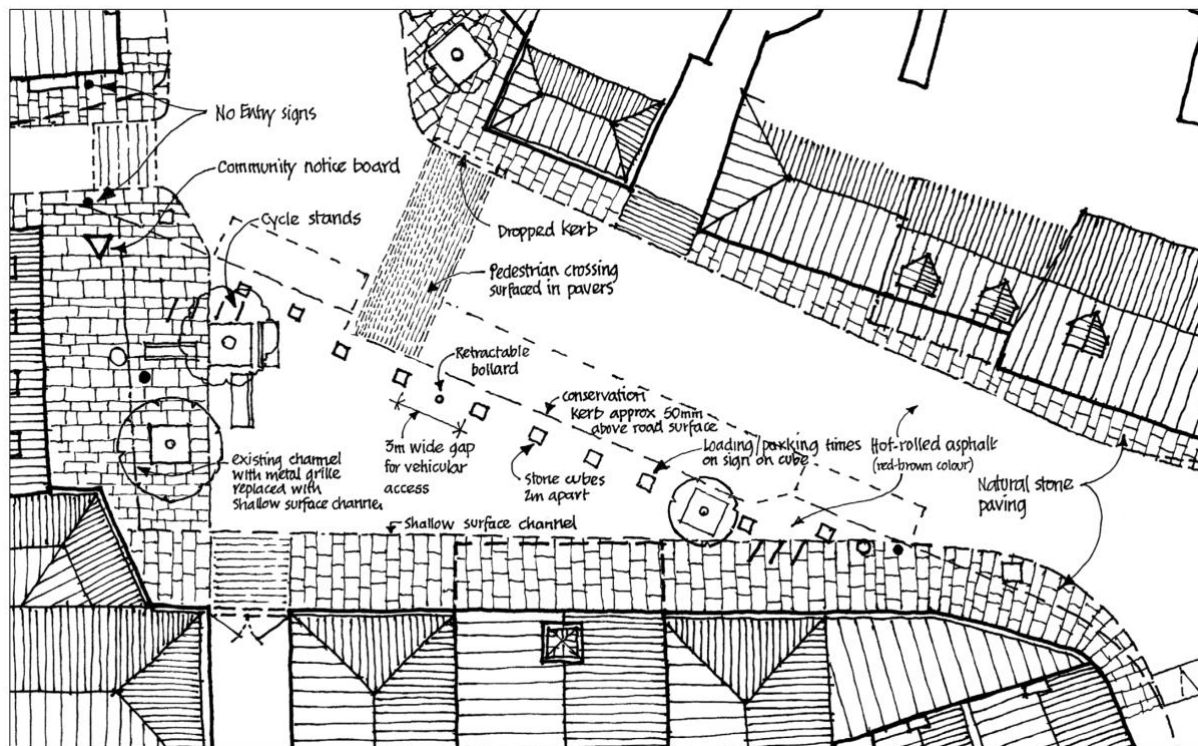 No Entry signs
Community notice board
Cycle stands
Dropped kerb
Pedestrian crossing
surfaced in pavers
Retractable
bollard
conservation
kerb approx 50mm
above road surface
3m wide gap
for vehicular
access
Stone cubes
2m apart
Loading/parking times
on sign on cube
Hot-rolled asphalt
(red-brown colour)
Natural stone
paving
existing channel
with metal grille
replaced with
Shallow surface channel
Shallow surface channel